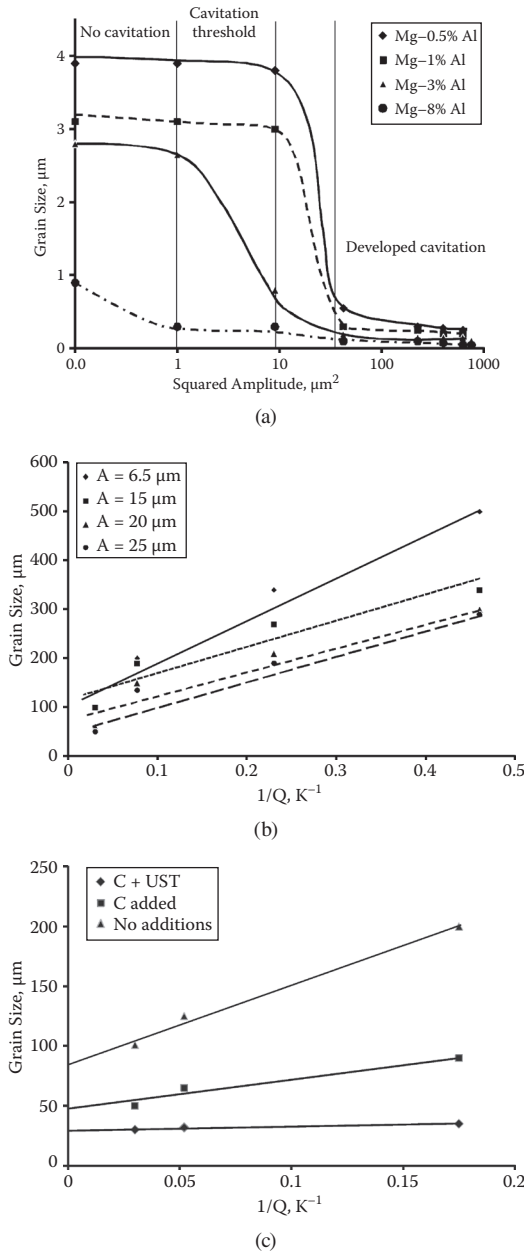 No cavitation
Cavitation
threshold
Mg–0.5% Al
Mg–1% Al
Mg–3% Al
Mg–8% Al
Developed cavitation
Grain Size, µm
4
3
2
1
0
0.0
1
10
100
1000
Squared Amplitude, µm²
(a)
A = 6.5 µm
A = 15 µm
A = 20 µm
A = 25 µm
Grain Size, µm
600
500
400
300
200
100
0
0
0.1
0.2
0.3
0.4
0.5
1/Q, K⁻¹
(b)
C + UST
C added
No additions
Grain Size, µm
250
200
150
100
50
0
0
0.05
0.1
0.15
0.2
1/Q, K⁻¹
(c)